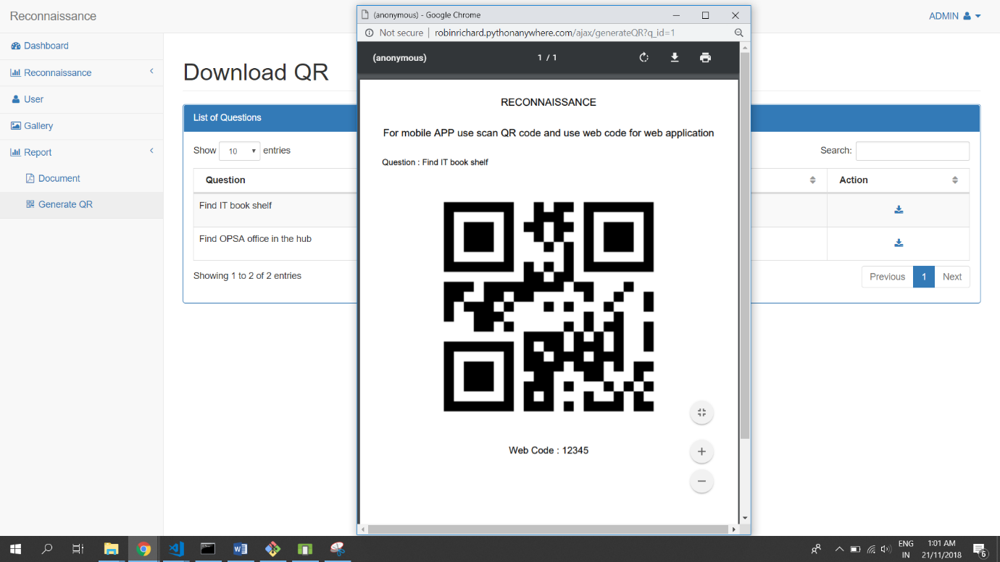 Reconnaissance
ADMIN
Dashboard
Reconnaissance
User
Gallery
Report
Document
Generate QR
Download QR
List of Questions
Show 10 entries
Search:
Question
Action
Find IT book shelf
Find OPSA office in the hub
Showing 1 to 2 of 2 entries
Previous 1 Next
(anonymous) - Google Chrome
Not secure | robinrichard.pythonanywhere.com/ajax/generateQR?q_id=1
(anonymous)
1 / 1
RECONNAISSANCE
For mobile APP use scan QR code and use web code for web application
Question : Find IT book shelf
Web Code : 12345
ENG
IN
1:01 AM
21/11/2018
6